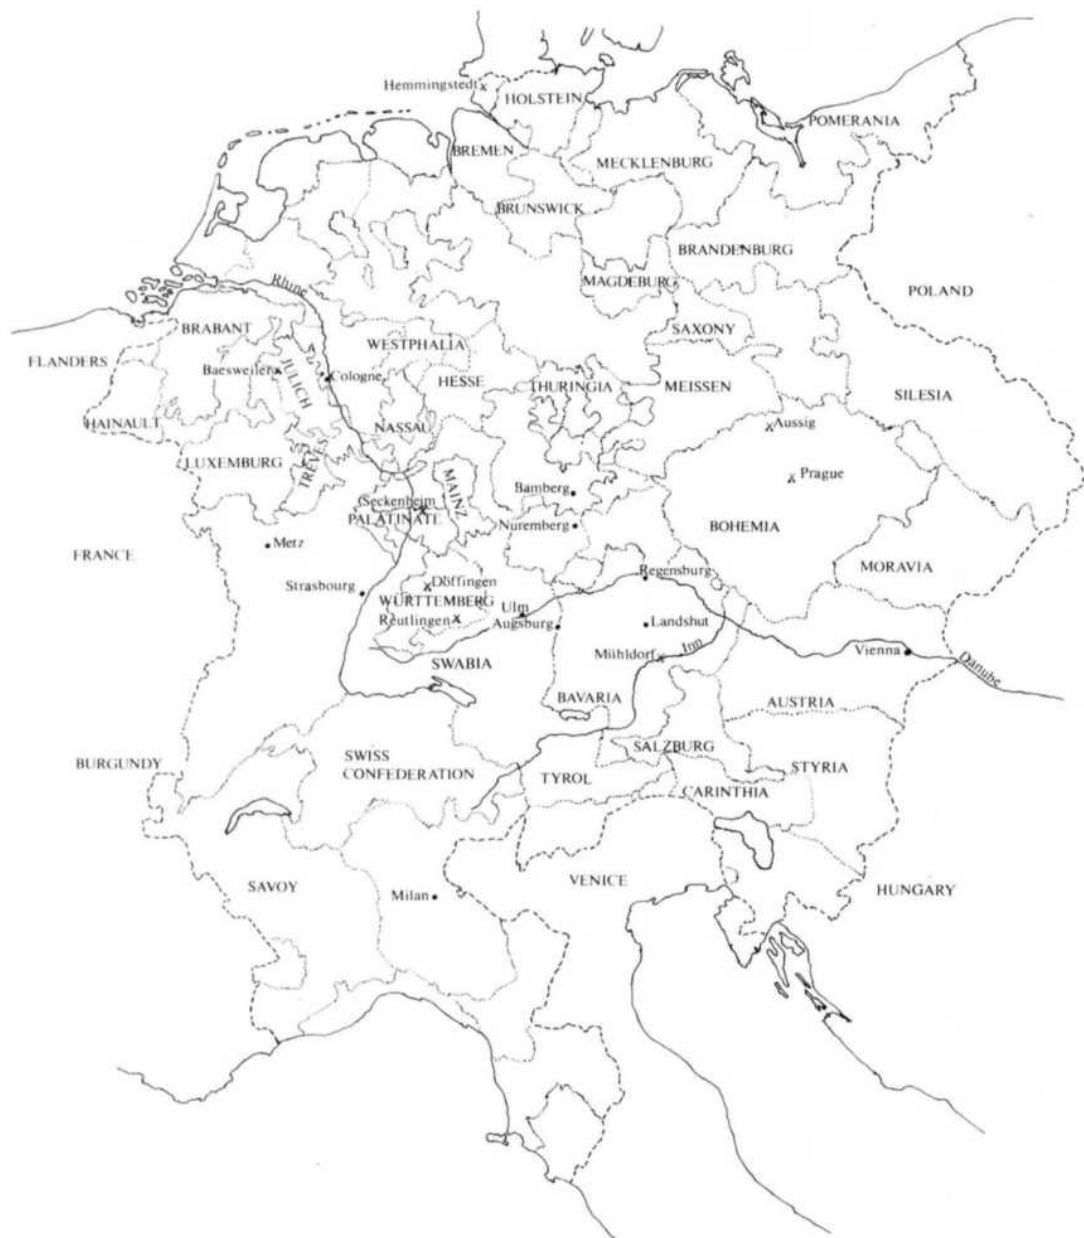 Hemmingstedt
HOLSTEIN
POMERANIA
BREMEN
MECKLENBURG
BRUNSWICK
BRANDENBURG
MAGDEBURG
Rhine
POLAND
BRABANT
SAXONY
WESTPHALIA
FLANDERS
Baesweiler
JULICH
Cologne
HESSE
THURINGIA
MEISSEN
SILESIA
HAINAULT
NASSAU
Aussig
LUXEMBURG
TREVES
MAINZ
Prague
Bamberg
Seckenheim
PALATINATE
Nuremberg
BOHEMIA
FRANCE
Metz
MORAVIA
Regensburg
Strasbourg
Döffingen
WÜRTTEMBERG
Ulm
Reutlingen
Augsburg
Landshut
Mühldorf
Inn
Vienna
Danube
SWABIA
BAVARIA
AUSTRIA
SWISS
CONFEDERATION
BURGUNDY
SALZBURG
TYROL
STYRIA
CARINTHIA
SAVOY
VENICE
HUNGARY
Milan